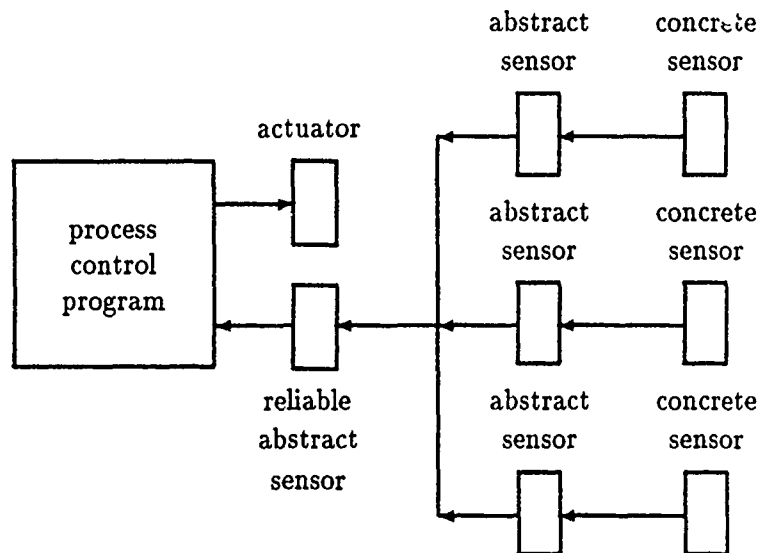 abstract
sensor
concrete
sensor
actuator
process
control
program
abstract
sensor
concrete
sensor
reliable
abstract
sensor
abstract
sensor
concrete
sensor